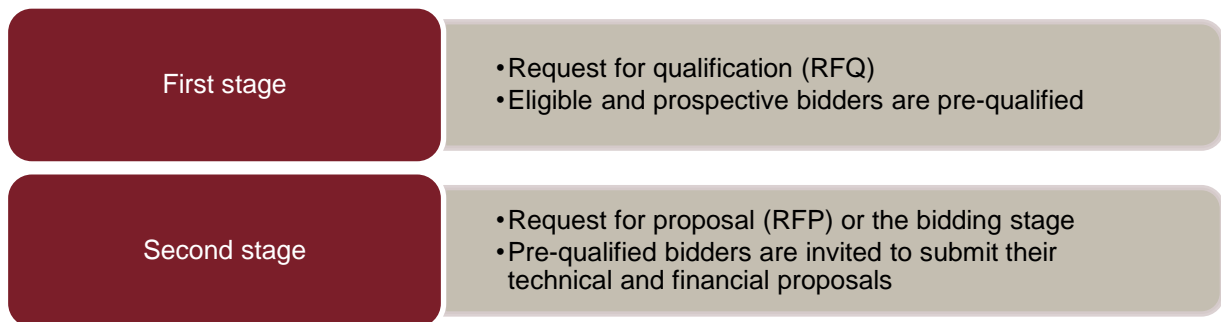 First stage
•Request for qualification (RFQ)
•Eligible and prospective bidders are pre-qualified
Second stage
•Request for proposal (RFP) or the bidding stage
•Pre-qualified bidders are invited to submit their
technical and financial proposals